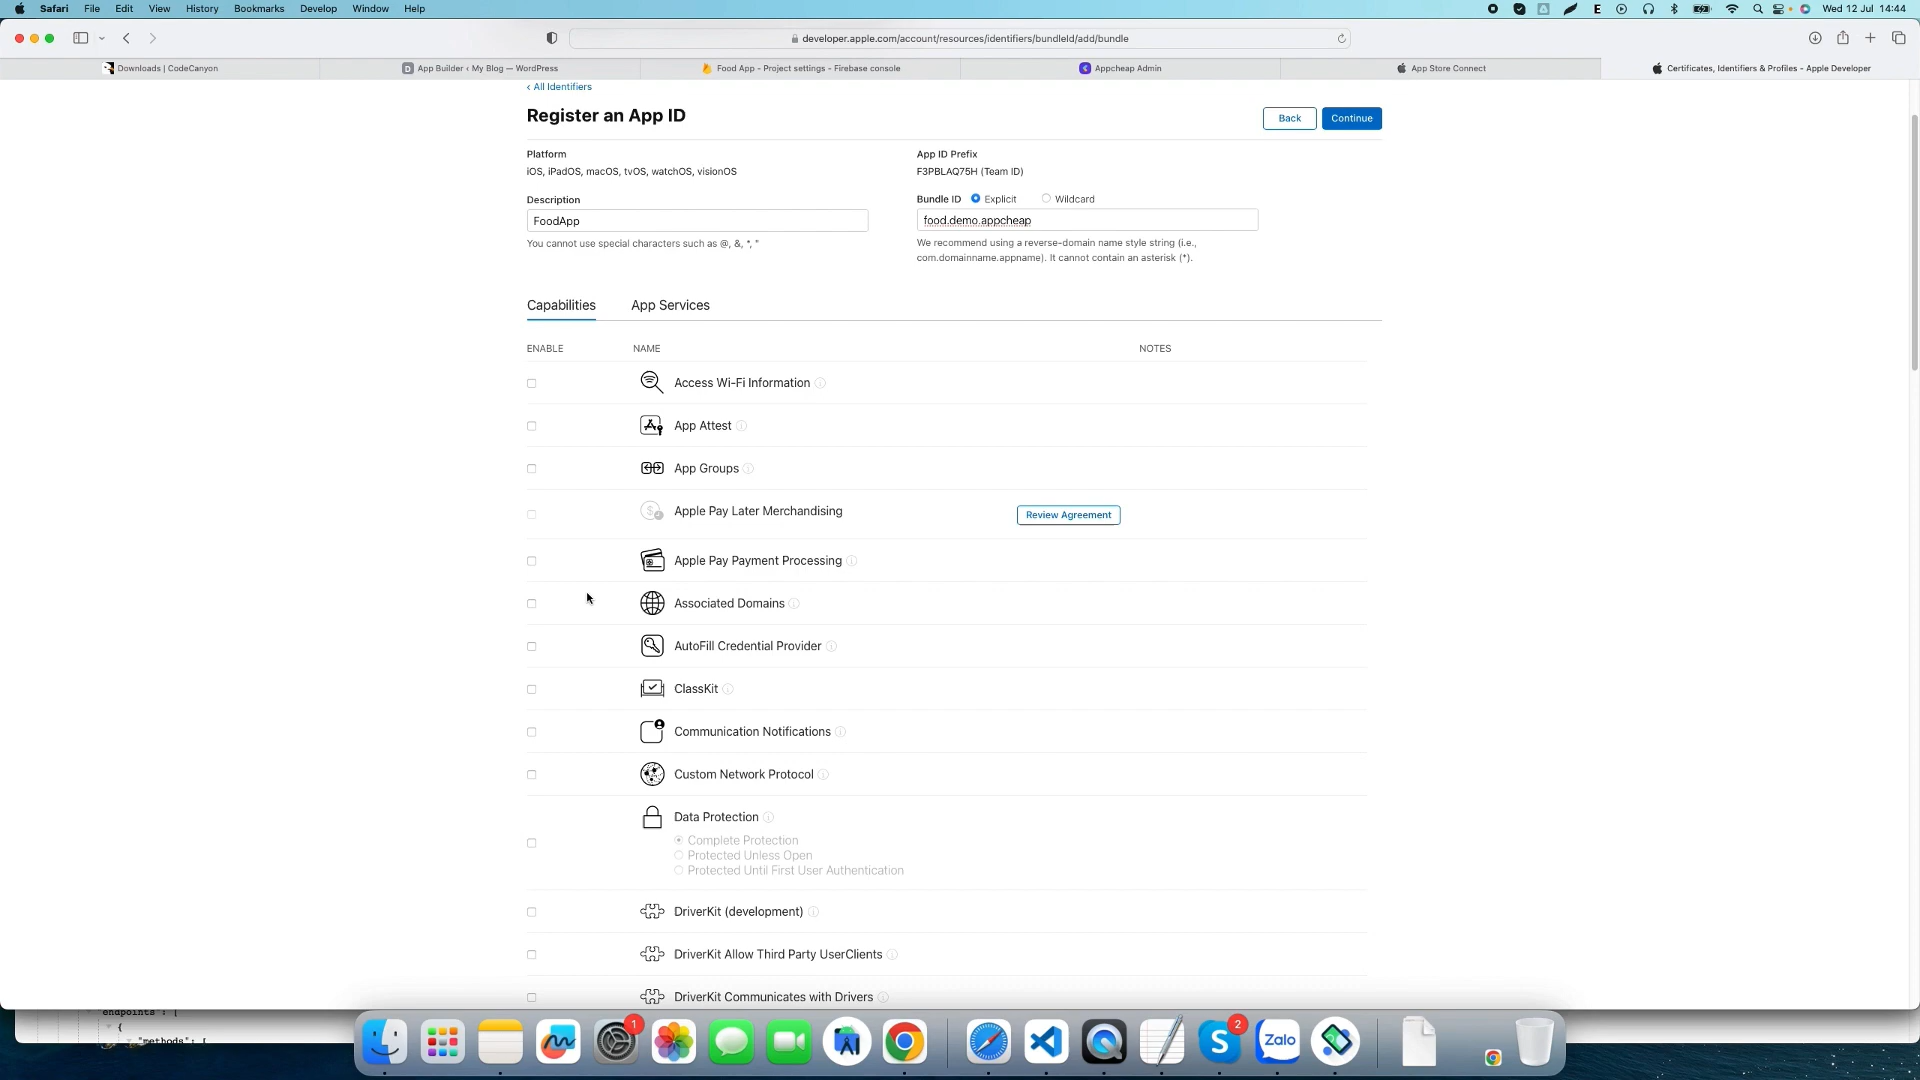 Safari File Edit View History Bookmarks Develop Window Help
E
Wed 12 Jul 14:44
developer.apple.com/account/resources/identifiers/bundleId/add/bundle
Downloads | CodeCanyon
App Builder ‹ My Blog — WordPress
Food App - Project settings - Firebase console
Appcheap Admin
App Store Connect
Certificates, Identifiers & Profiles - Apple Developer
‹ All Identifiers
Register an App ID
Back
Continue
Platform
iOS, iPadOS, macOS, tvOS, watchOS, visionOS
App ID Prefix
F3PBLAQ75H (Team ID)
Description
FoodApp
You cannot use special characters such as @, &, *, "
Bundle ID Explicit Wildcard
food.demo.appcheap
We recommend using a reverse-domain name style string (i.e.,
com.domainname.appname). It cannot contain an asterisk (*).
Capabilities App Services
ENABLE NAME NOTES
Access Wi-Fi Information
App Attest
App Groups
Apple Pay Later Merchandising Review Agreement
Apple Pay Payment Processing
Associated Domains
AutoFill Credential Provider
ClassKit
Communication Notifications
Custom Network Protocol
Data Protection
Complete Protection
Protected Unless Open
Protected Until First User Authentication
DriverKit (development)
DriverKit Allow Third Party UserClients
DriverKit Communicates with Drivers
endpoints": [
{
"methods": [
1
S
2
Zalo